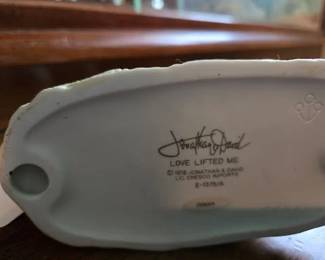 Jonathan & David
LOVE LIFTED ME
© 1978 JONATHAN & DAVID
LIC. ENESCO IMPORTS
E-1375/A